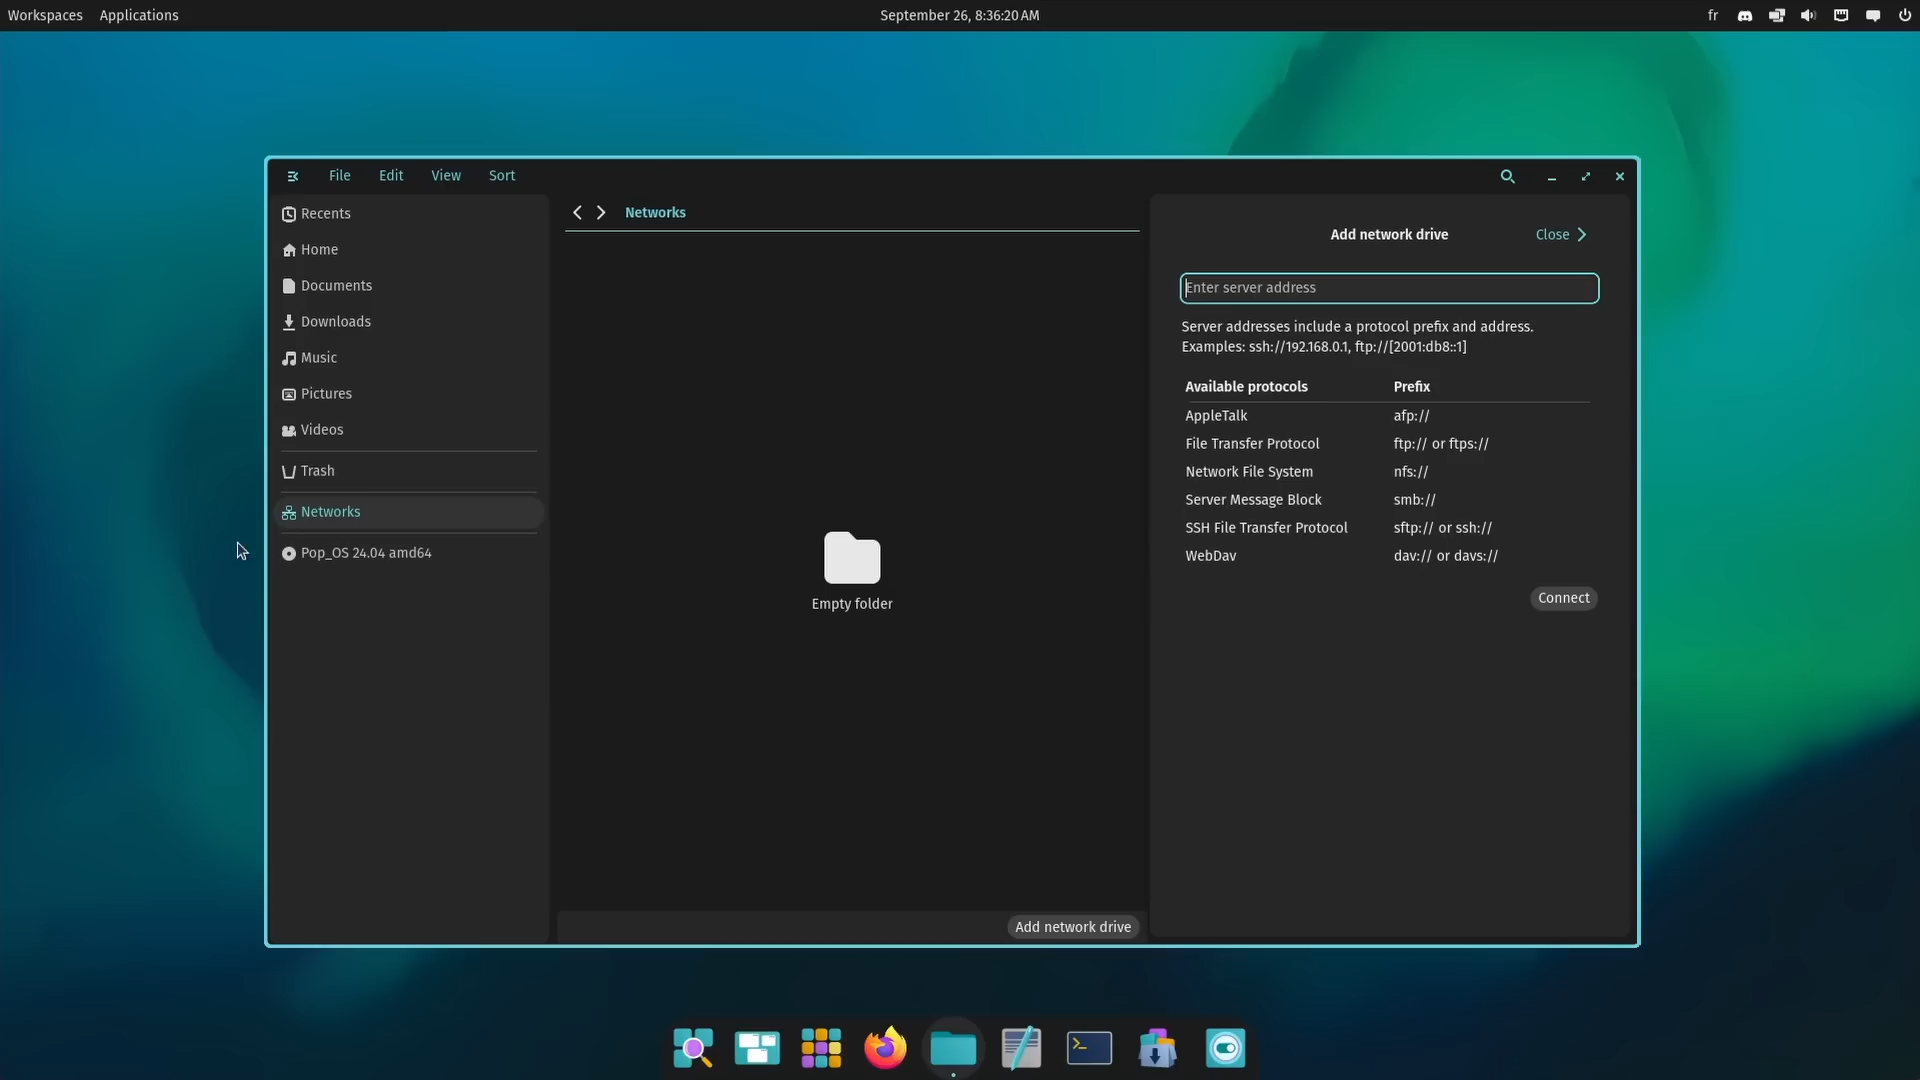 Workspaces Applications September 26, 8:36:20 AM fr
File Edit View Sort
Recents
Home
Documents
Downloads
Music
Pictures
Videos
Trash
Networks
Pop_OS 24.04 amd64
Networks
Empty folder
Add network drive
Add network drive Close
Enter server address
Server addresses include a protocol prefix and address.
Examples: ssh://192.168.0.1, ftp://[2001:db8::1]
Available protocols Prefix
AppleTalk afp://
File Transfer Protocol ftp:// or ftps://
Network File System nfs://
Server Message Block smb://
SSH File Transfer Protocol sftp:// or ssh://
WebDav dav:// or davs://
Connect